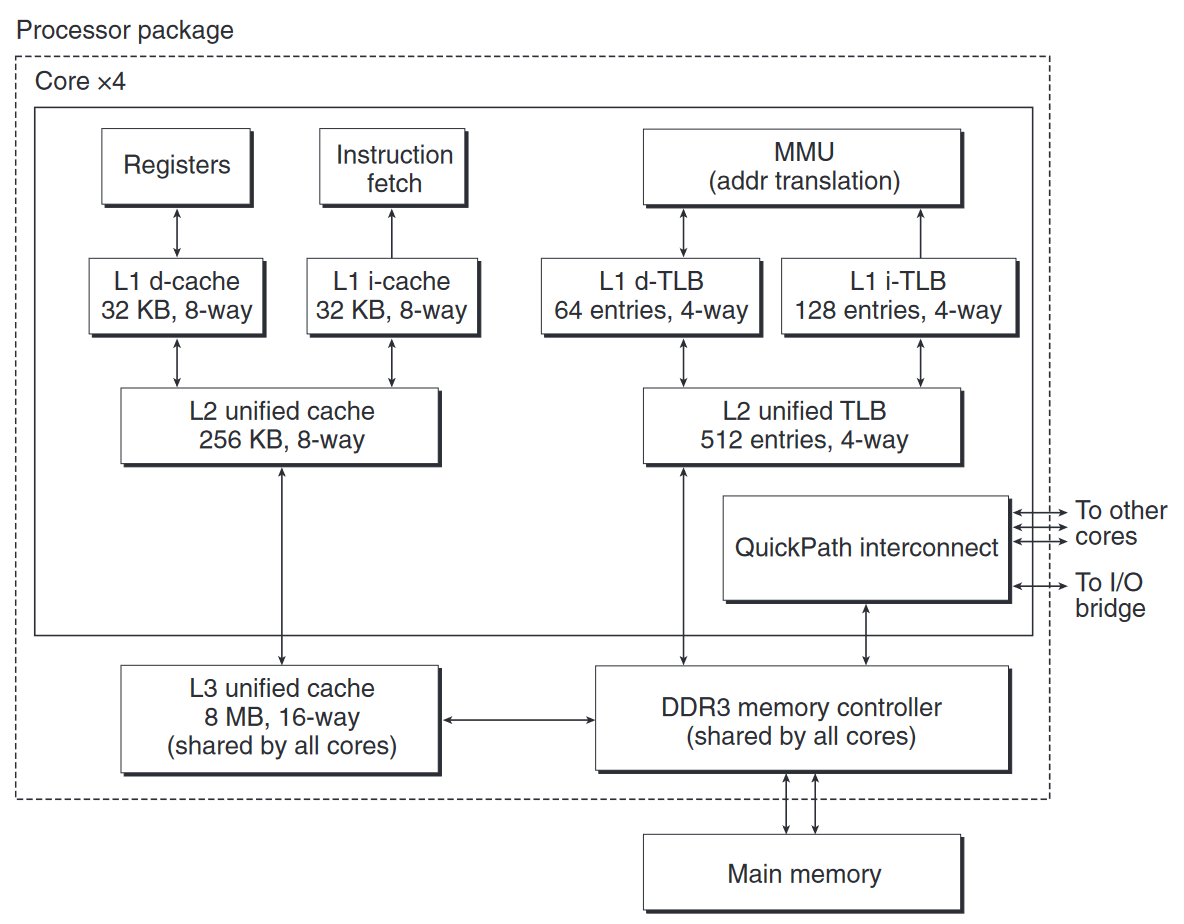 Processor package
Core ×4
Registers
Instruction
fetch
MMU
(addr translation)
L1 d-cache
32 KB, 8-way
L1 i-cache
32 KB, 8-way
L1 d-TLB
64 entries, 4-way
L1 i-TLB
128 entries, 4-way
L2 unified cache
256 KB, 8-way
L2 unified TLB
512 entries, 4-way
QuickPath interconnect
To other
cores
To I/O
bridge
L3 unified cache
8 MB, 16-way
(shared by all cores)
DDR3 memory controller
(shared by all cores)
Main memory